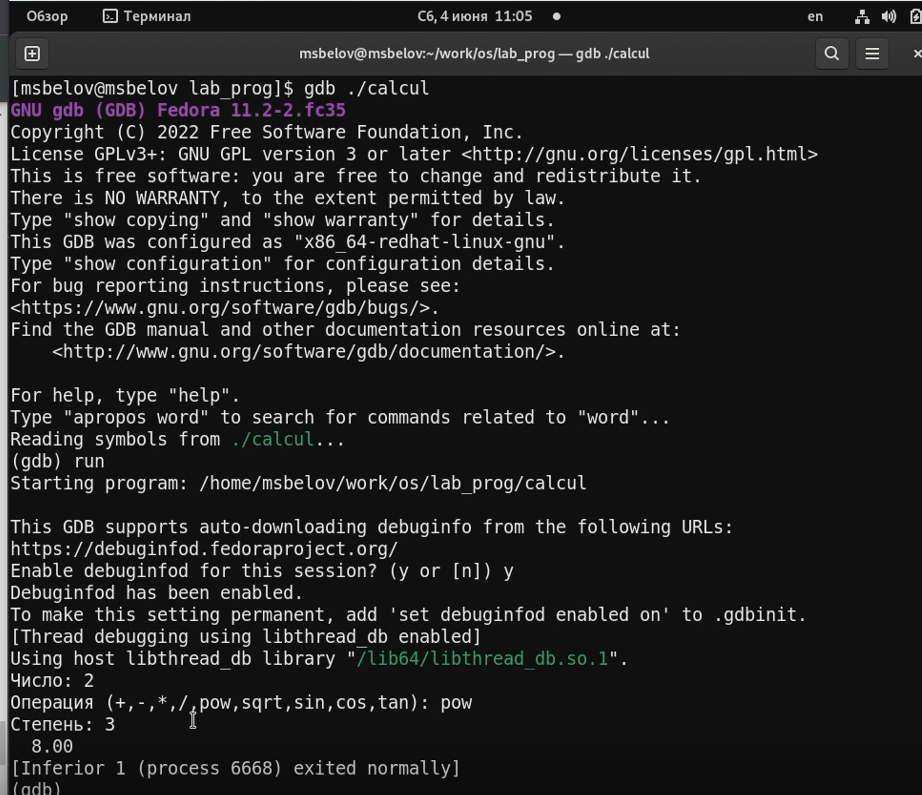 Обзор Терминал Сб, 4 июня 11:05 en
msbelov@msbelov:~/work/os/lab_prog — gdb ./calcul
[msbelov@msbelov lab_prog]$ gdb ./calcul
GNU gdb (GDB) Fedora 11.2-2.fc35
Copyright (C) 2022 Free Software Foundation, Inc.
License GPLv3+: GNU GPL version 3 or later <http://gnu.org/licenses/gpl.html>
This is free software: you are free to change and redistribute it.
There is NO WARRANTY, to the extent permitted by law.
Type "show copying" and "show warranty" for details.
This GDB was configured as "x86_64-redhat-linux-gnu".
Type "show configuration" for configuration details.
For bug reporting instructions, please see:
<https://www.gnu.org/software/gdb/bugs/>.
Find the GDB manual and other documentation resources online at:
    <http://www.gnu.org/software/gdb/documentation/>.

For help, type "help".
Type "apropos word" to search for commands related to "word"...
Reading symbols from ./calcul...
(gdb) run
Starting program: /home/msbelov/work/os/lab_prog/calcul

This GDB supports auto-downloading debuginfo from the following URLs:
https://debuginfod.fedoraproject.org/
Enable debuginfod for this session? (y or [n]) y
Debuginfod has been enabled.
To make this setting permanent, add 'set debuginfod enabled on' to .gdbinit.
[Thread debugging using libthread_db enabled]
Using host libthread_db library "/lib64/libthread_db.so.1".
Число: 2
Операция (+,-,*,/,pow,sqrt,sin,cos,tan): pow
Степень: 3
  8.00
[Inferior 1 (process 6668) exited normally]
(gdb)